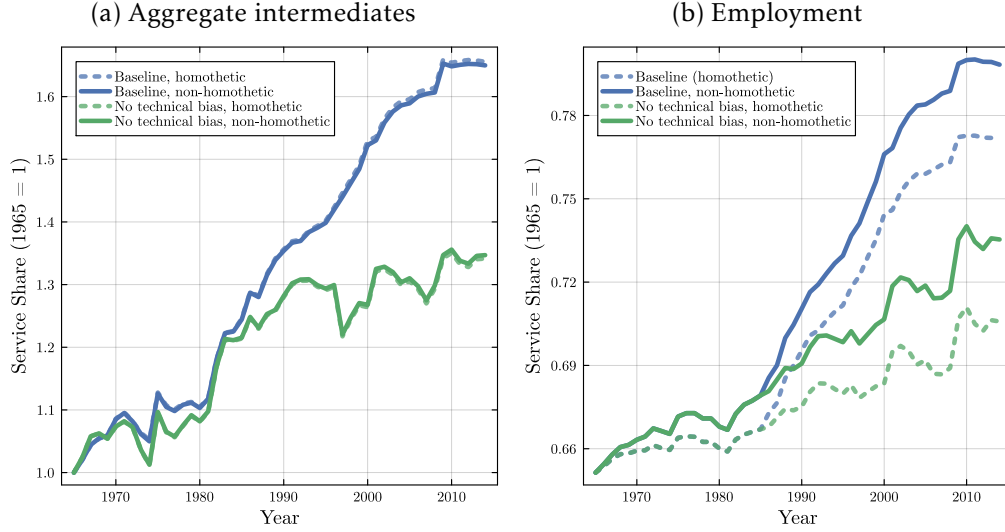 (a) Aggregate intermediates
Baseline, homothetic
Baseline, non-homothetic
No technical bias, homothetic
No technical bias, non-homothetic
1.6
1.5
1.4
1.3
1.2
1.1
1.0
Service Share (1965 = 1)
1970 1980 1990 2000 2010
Year
(b) Employment
Baseline (homothetic)
Baseline, non-homothetic
No technical bias, homothetic
No technical bias, non-homothetic
0.78
0.75
0.72
0.69
0.66
Service Share (1965 = 1)
1970 1980 1990 2000 2010
Year